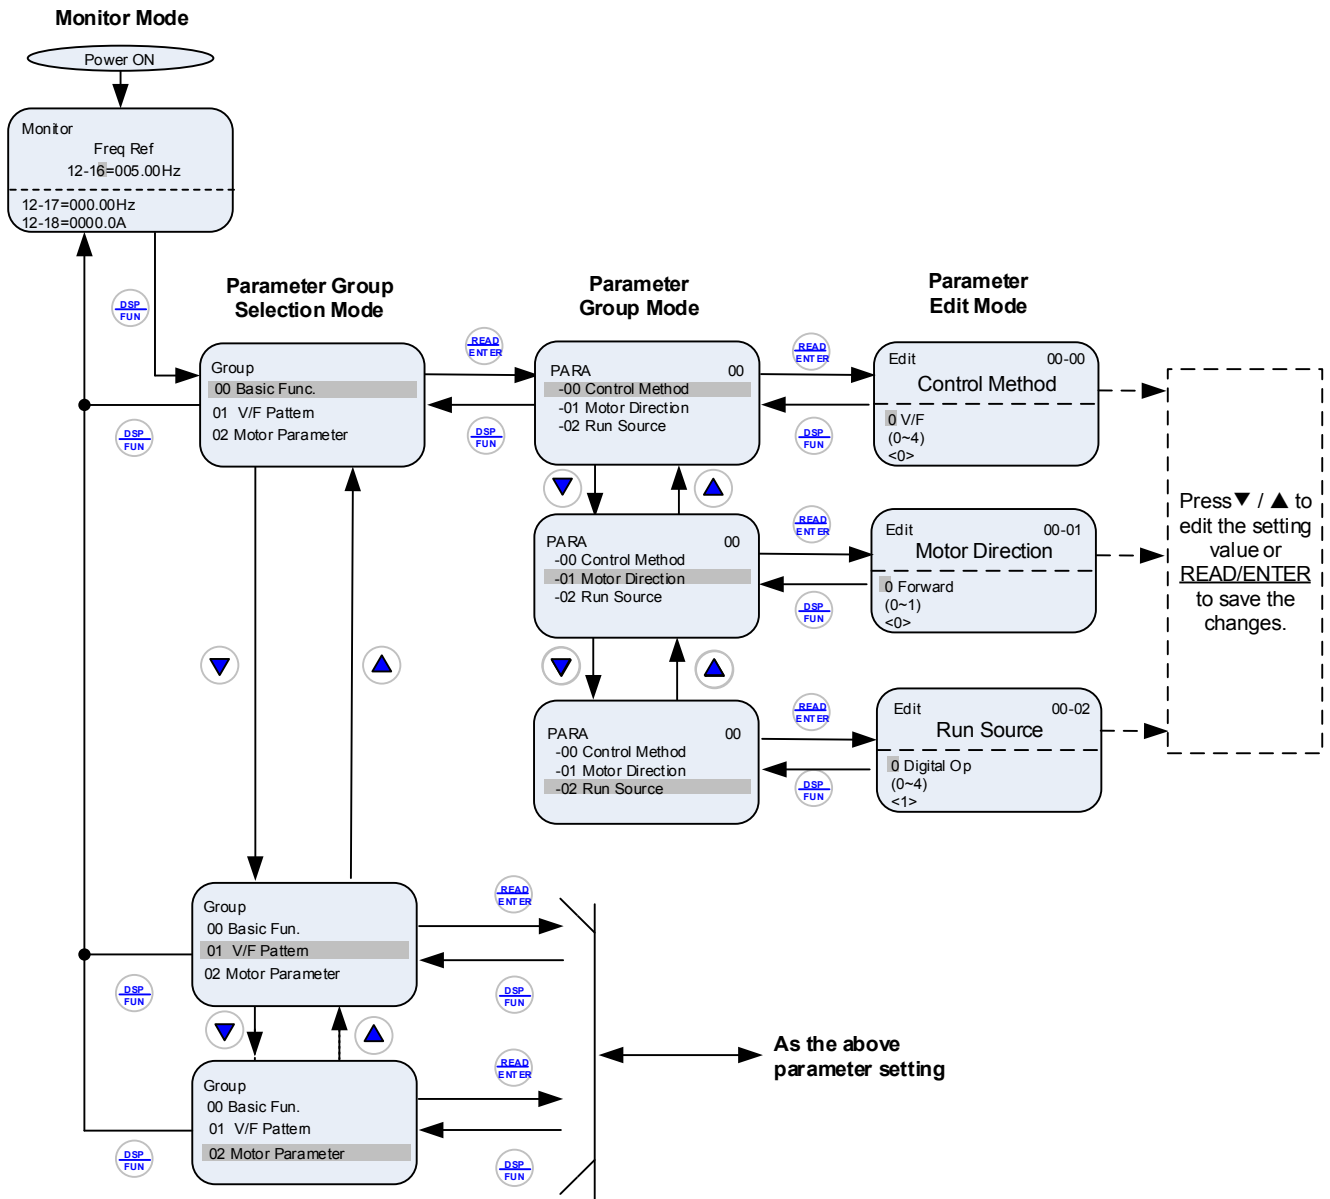 Monitor Mode
Power ON
Monitor
Freq Ref
12-16=005.00Hz
12-17=000.00Hz
12-18=0000.0A
DSP
FUN
Parameter Group
Selection Mode
Group
00 Basic Func.
01 V/F Pattern
02 Motor Parameter
DSP
FUN
READ
ENTER
DSP
FUN
Parameter
Group Mode
PARA 00
-00 Control Method
-01 Motor Direction
-02 Run Source
READ
ENTER
DSP
FUN
Parameter
Edit Mode
Edit 00-00
Control Method
0 V/F
(0~4)
<0>
PARA 00
-00 Control Method
-01 Motor Direction
-02 Run Source
READ
ENTER
DSP
FUN
Edit 00-01
Motor Direction
0 Forward
(0~1)
<0>
PARA 00
-00 Control Method
-01 Motor Direction
-02 Run Source
READ
ENTER
DSP
FUN
Edit 00-02
Run Source
0 Digital Op
(0~4)
<1>
Press ▼ / ▲ to
edit the setting
value or
READ/ENTER
to save the
changes.
Group
00 Basic Fun.
01 V/F Pattern
02 Motor Parameter
DSP
FUN
READ
ENTER
DSP
FUN
Group
00 Basic Fun.
01 V/F Pattern
02 Motor Parameter
DSP
FUN
READ
ENTER
DSP
FUN
As the above
parameter setting